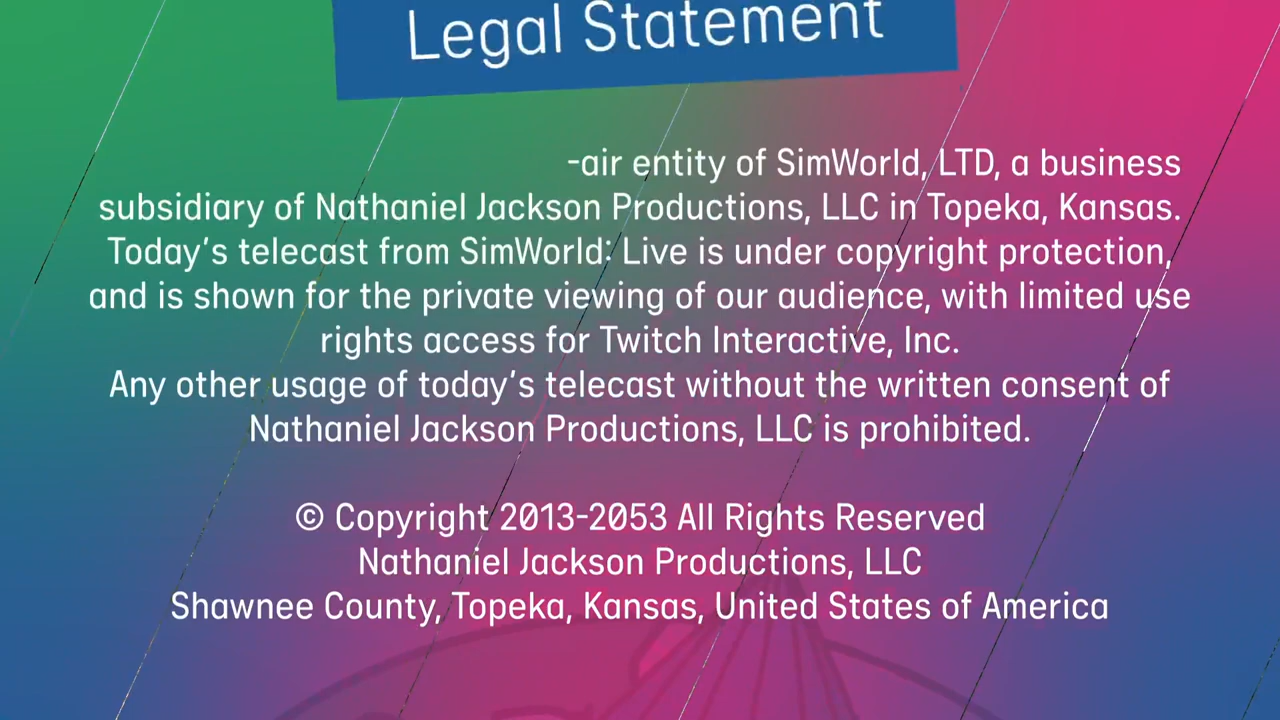 Legal Statement
-air entity of SimWorld, LTD, a business
subsidiary of Nathaniel Jackson Productions, LLC in Topeka, Kansas.
Today's telecast from SimWorld: Live is under copyright protection,
and is shown for the private viewing of our audience, with limited use
rights access for Twitch Interactive, Inc.
Any other usage of today's telecast without the written consent of
Nathaniel Jackson Productions, LLC is prohibited.
© Copyright 2013-2053 All Rights Reserved
Nathaniel Jackson Productions, LLC
Shawnee County, Topeka, Kansas, United States of America